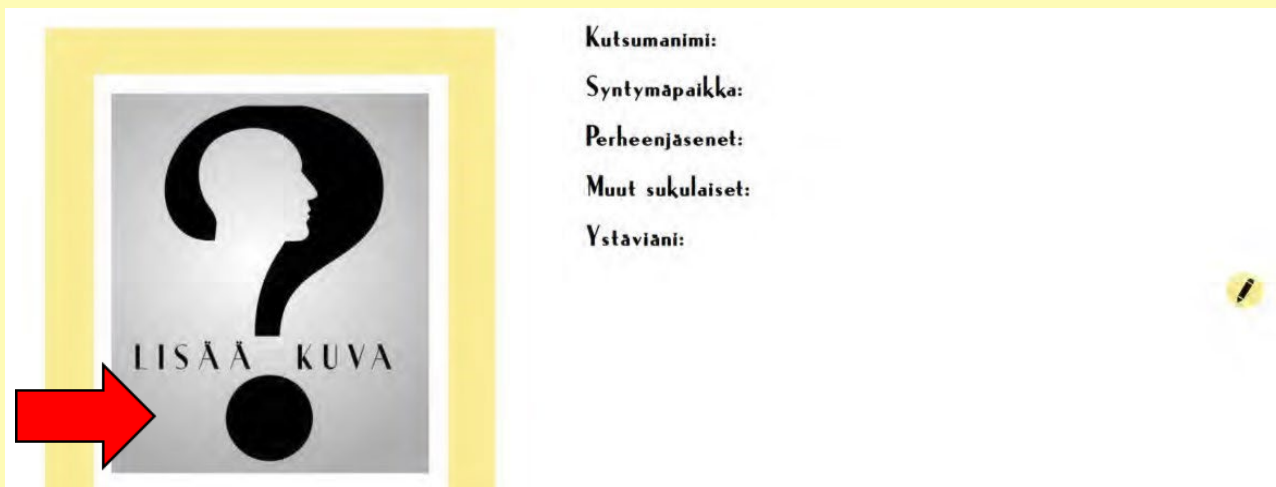 Kutsumanimi:
Syntymäpaikka:
Perheenjäsenet:
Muut sukulaiset:
Ystäviäni:
LISÄÄ KUVA